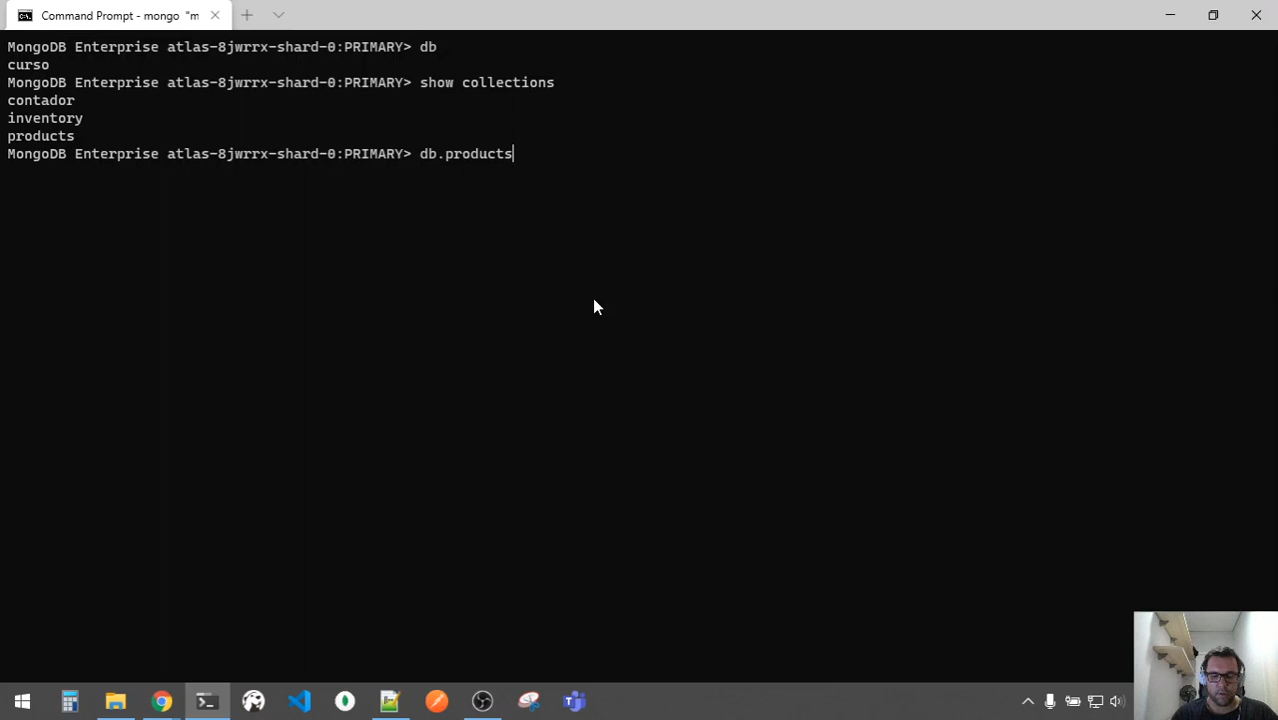 Command Prompt - mongo "m
MongoDB Enterprise atlas-8jwrrx-shard-0:PRIMARY> db
curso
MongoDB Enterprise atlas-8jwrrx-shard-0:PRIMARY> show collections
contador
inventory
products
MongoDB Enterprise atlas-8jwrrx-shard-0:PRIMARY> db.products